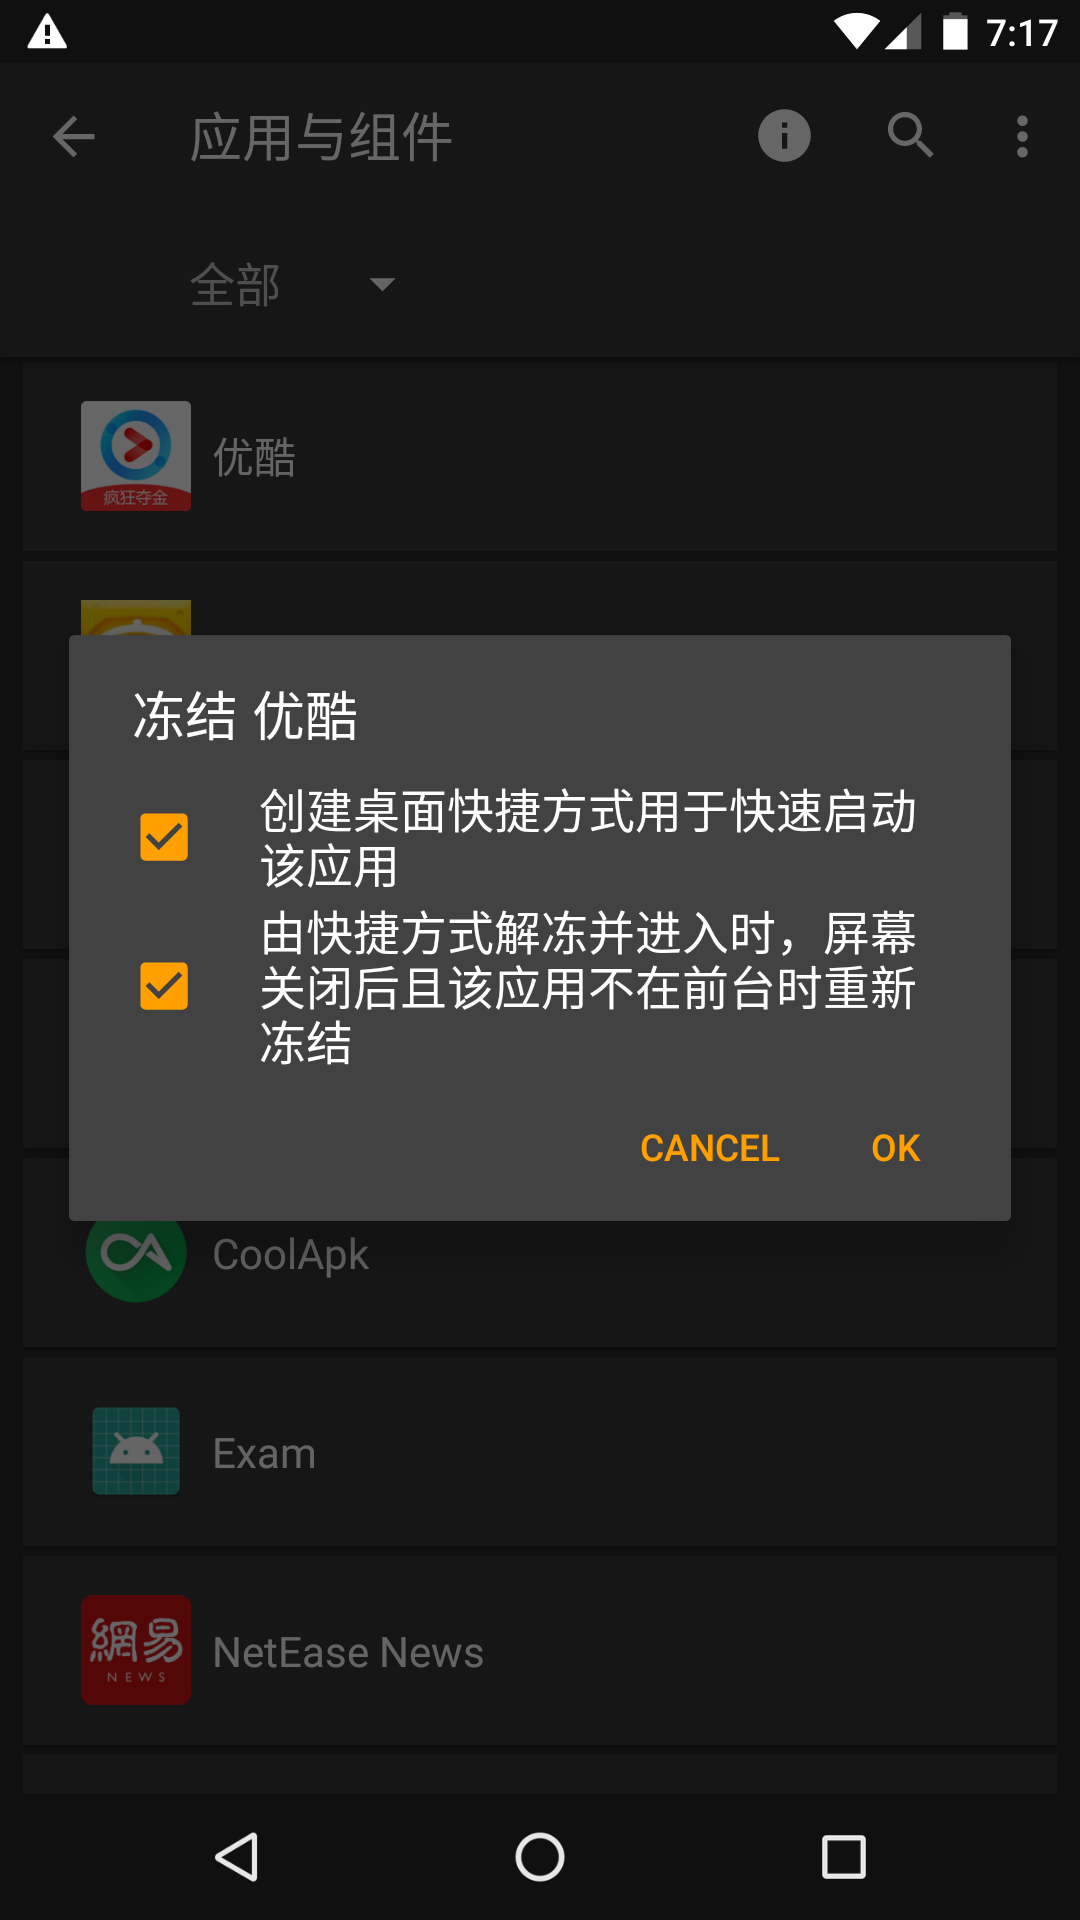 7:17
应用与组件
全部
疯狂夺金
优酷
冻结 优酷
创建桌面快捷方式用于快速启动
该应用
由快捷方式解冻并进入时，屏幕
关闭后且该应用不在前台时重新
冻结
CANCEL
OK
CoolApk
Exam
網易
NEWS
NetEase News